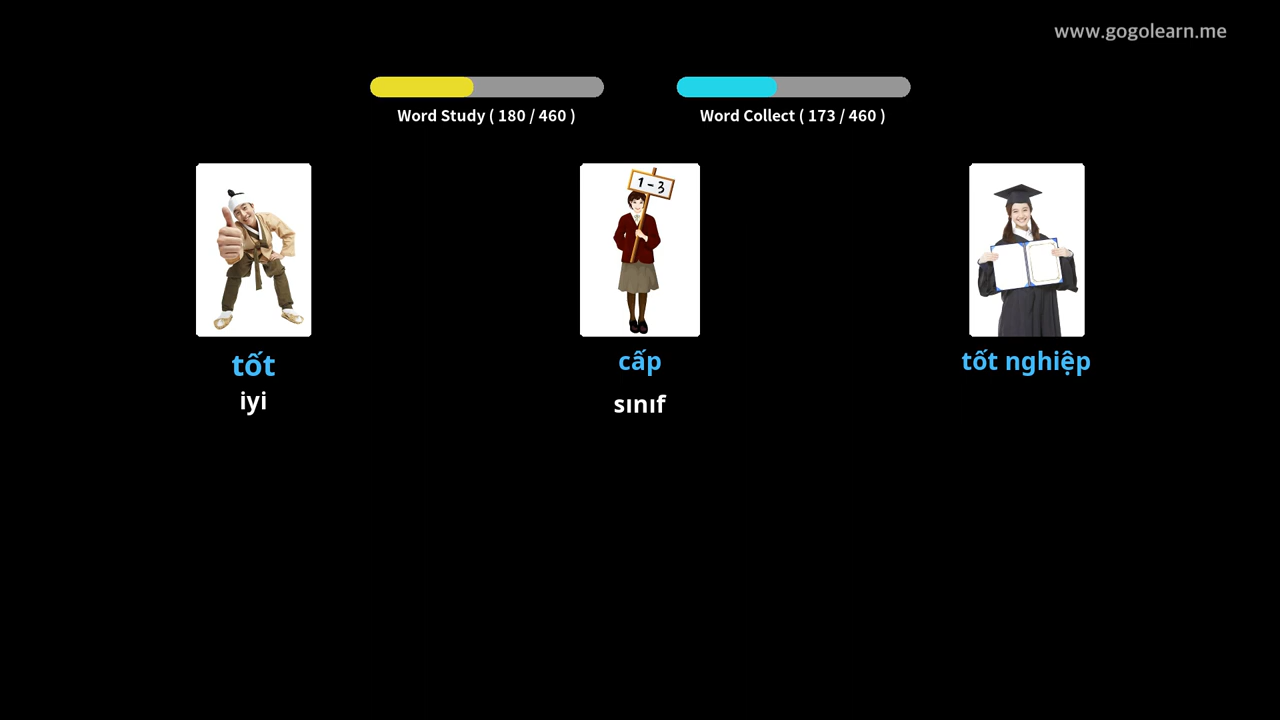 www.gogolearn.me
Word Study ( 180 / 460 )
Word Collect ( 173 / 460 )
1 - 3
tốt
cấp
tốt nghiệp
iyi
sınıf